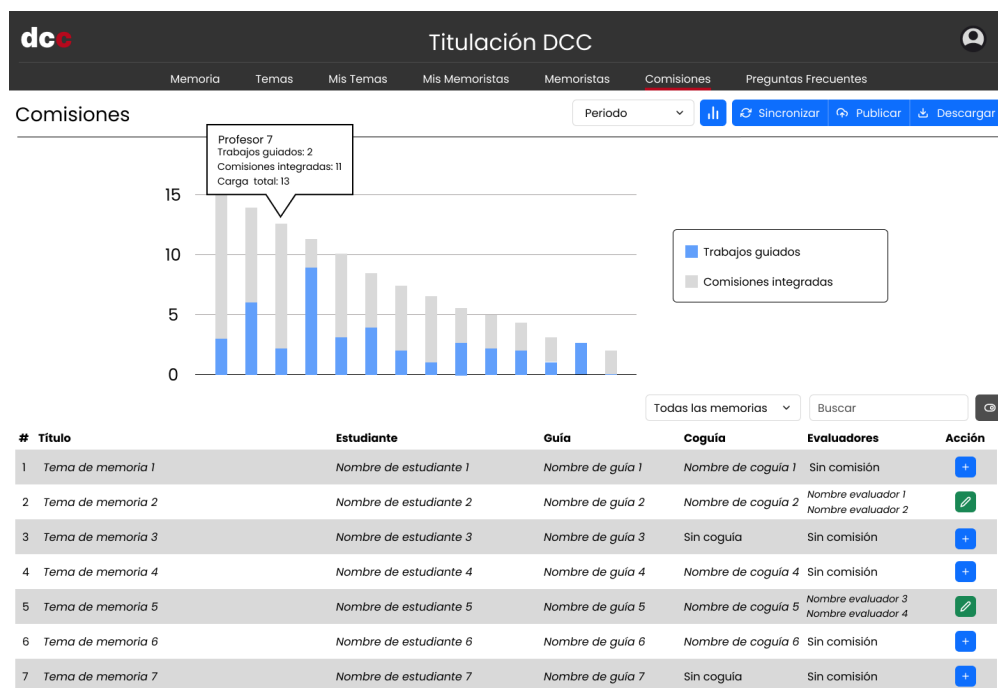 dcc
Titulación DCC
Memoria Temas Mis Temas Mis Memoristas Memoristas Comisiones Preguntas Frecuentes
Comisiones
Periodo
Sincronizar
Publicar
Descargar
Profesor 7
Trabajos guiados: 2
Comisiones integradas: 11
Carga total: 13
15
10
5
0
Trabajos guiados
Comisiones integradas
Todas las memorias
Buscar
# Título Estudiante Guía Coguía Evaluadores Acción
1 Tema de memoria 1 Nombre de estudiante 1 Nombre de guía 1 Nombre de coguía 1 Sin comisión +
2 Tema de memoria 2 Nombre de estudiante 2 Nombre de guía 2 Nombre de coguía 2 Nombre evaluador 1
Nombre evaluador 2
3 Tema de memoria 3 Nombre de estudiante 3 Nombre de guía 3 Sin coguía Sin comisión +
4 Tema de memoria 4 Nombre de estudiante 4 Nombre de guía 4 Nombre de coguía 4 Sin comisión +
5 Tema de memoria 5 Nombre de estudiante 5 Nombre de guía 5 Nombre de coguía 5 Nombre evaluador 3
Nombre evaluador 4
6 Tema de memoria 6 Nombre de estudiante 6 Nombre de guía 6 Nombre de coguía 6 Sin comisión +
7 Tema de memoria 7 Nombre de estudiante 7 Nombre de guía 7 Sin coguía Sin comisión +